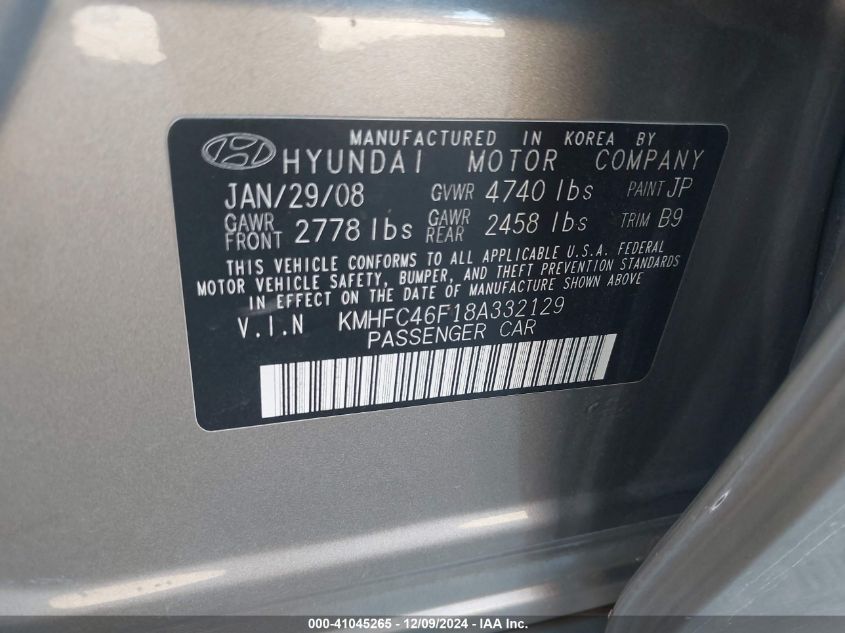 MANUFACTURED IN KOREA BY
HYUNDAI MOTOR COMPANY
JAN/29/08 GVWR 4740 lbs PAINT JP
GAWR FRONT 2778 lbs GAWR REAR 2458 lbs TRIM B9
THIS VEHICLE CONFORMS TO ALL APPLICABLE U.S.A. FEDERAL
MOTOR VEHICLE SAFETY, BUMPER, AND THEFT PREVENTION STANDARDS
IN EFFECT ON THE DATE OF MANUFACTURE SHOWN ABOVE
V.I.N KMHFC46F18A332129
PASSENGER CAR
000-41045265 - 12/09/2024 - IAA Inc.